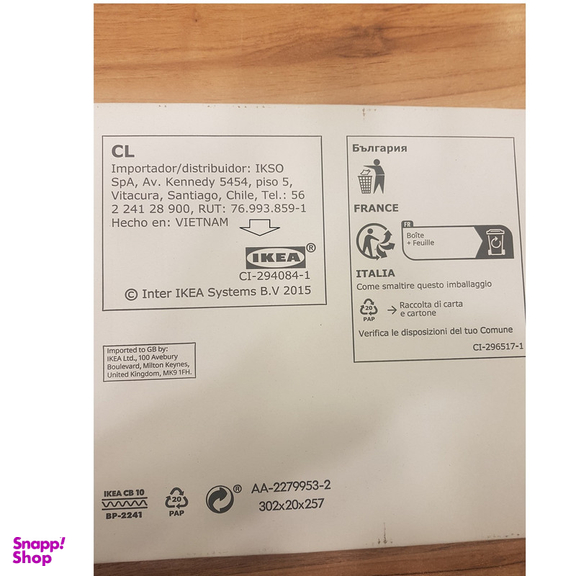 CL
Importador/distribuidor: IKSO
SpA, Av. Kennedy 5454, piso 5,
Vitacura, Santiago, Chile, Tel.: 56
2 241 28 900, RUT: 76.993.859-1
Hecho en: VIETNAM
IKEA®
CI-294084-1
© Inter IKEA Systems B.V 2015
България
FRANCE
FR
Boîte
+ Feuille
ITALIA
Come smaltire questo imballaggio
20
PAP
Raccolta di carta
e cartone
Verifica le disposizioni del tuo Comune
CI-296517-1
Imported to GB by:
IKEA Ltd., 100 Avebury
Boulevard, Milton Keynes,
United Kingdom, MK9 1FH.
IKEA CB 10
BP-2241
20
PAP
®
AA-2279953-2
302x20x257
Snapp!
Shop